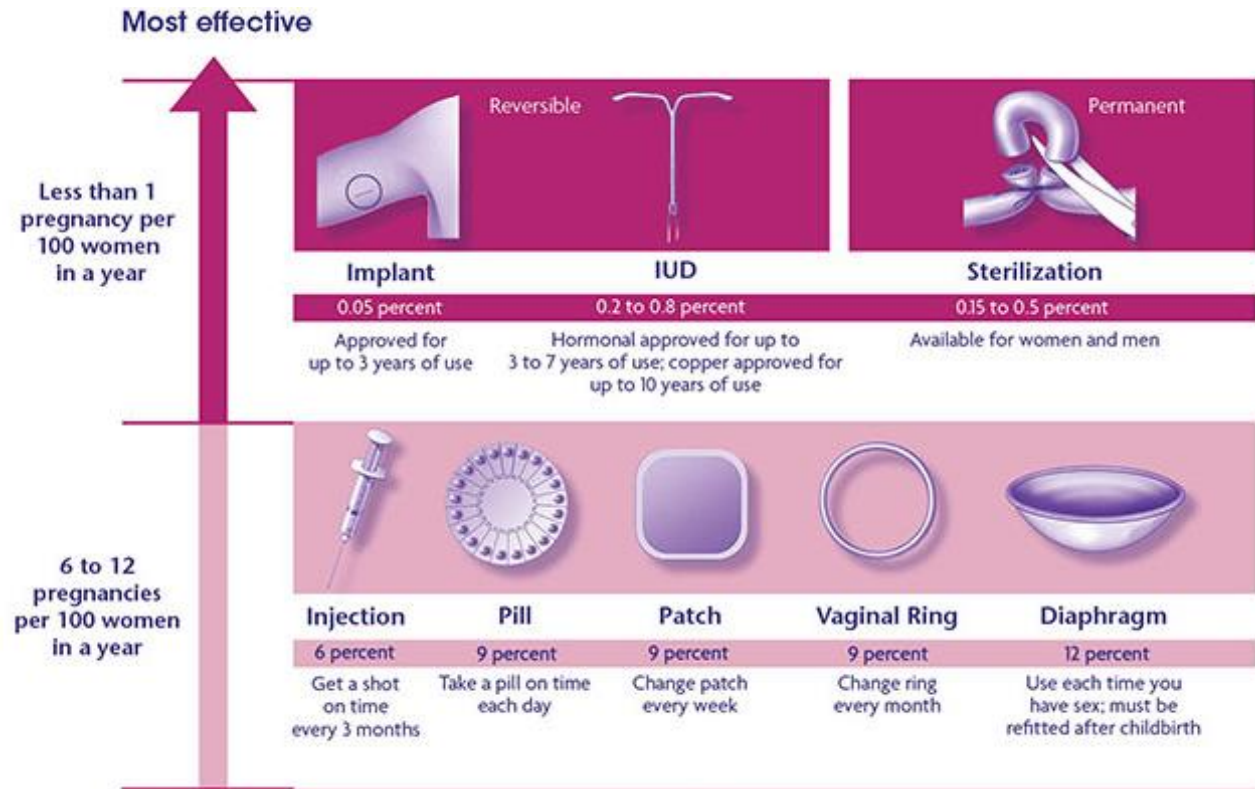 Most effective
Less than 1
pregnancy per
100 women
in a year
Reversible
Permanent
Implant
IUD
Sterilization
0.05 percent
0.2 to 0.8 percent
0.15 to 0.5 percent
Approved for
up to 3 years of use
Hormonal approved for up to
3 to 7 years of use; copper approved for
up to 10 years of use
Available for women and men
6 to 12
pregnancies
per 100 women
in a year
Injection
Pill
Patch
Vaginal Ring
Diaphragm
6 percent
9 percent
9 percent
9 percent
12 percent
Get a shot
on time
every 3 months
Take a pill on time
each day
Change patch
every week
Change ring
every month
Use each time you
have sex; must be
refitted after childbirth